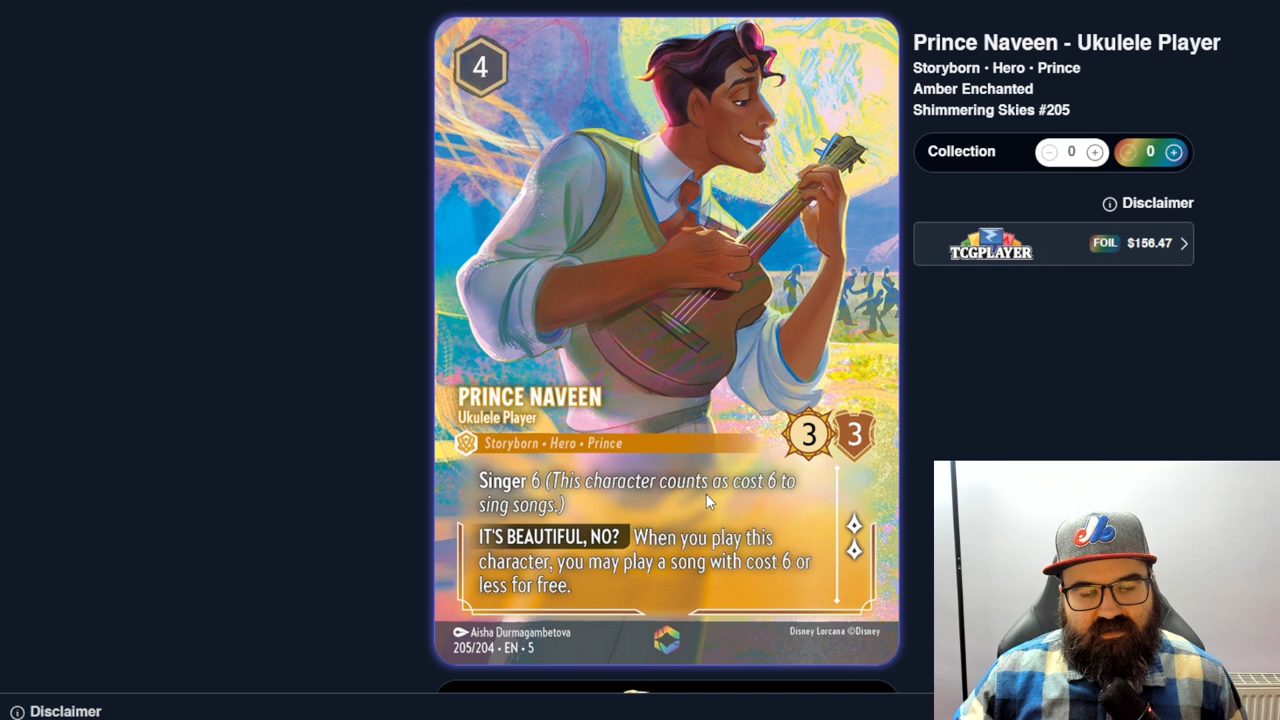 4
PRINCE NAVEEN
Ukulele Player
Storyborn • Hero • Prince
3
3
Singer 6 (This character counts as cost 6 to
sing songs.)
IT'S BEAUTIFUL, NO? When you play this
character, you may play a song with cost 6 or
less for free.
Aisha Durmagambetova
205/204 • EN • 5
Disney Lorcana ©Disney
Prince Naveen - Ukulele Player
Storyborn • Hero • Prince
Amber Enchanted
Shimmering Skies #205
Collection 0 0
Disclaimer
TCGPLAYER FOIL $156.47
Disclaimer